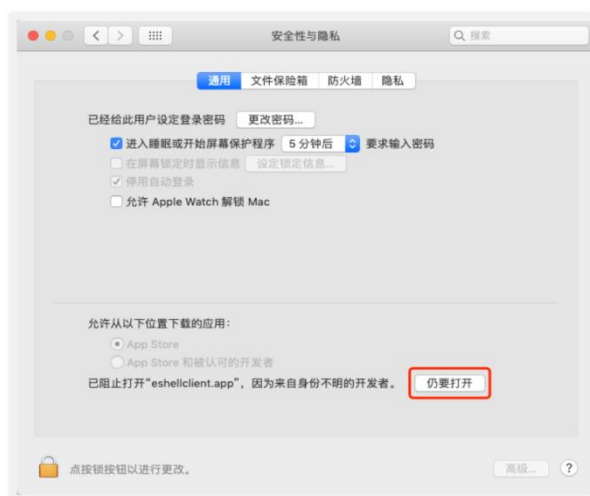 安全性与隐私
搜索
通用 文件保险箱 防火墙 隐私
已经给此用户设定登录密码 更改密码...
进入睡眠或开始屏幕保护程序 5 分钟后 要求输入密码
在屏幕锁定时显示信息 设定锁定信息...
停用自动登录
允许 Apple Watch 解锁 Mac
允许从以下位置下载的应用：
App Store
App Store 和被认可的开发者
已阻止打开“eshellclient.app”，因为来自身份不明的开发者。 仍要打开
点按锁按钮以进行更改。
高级... ?